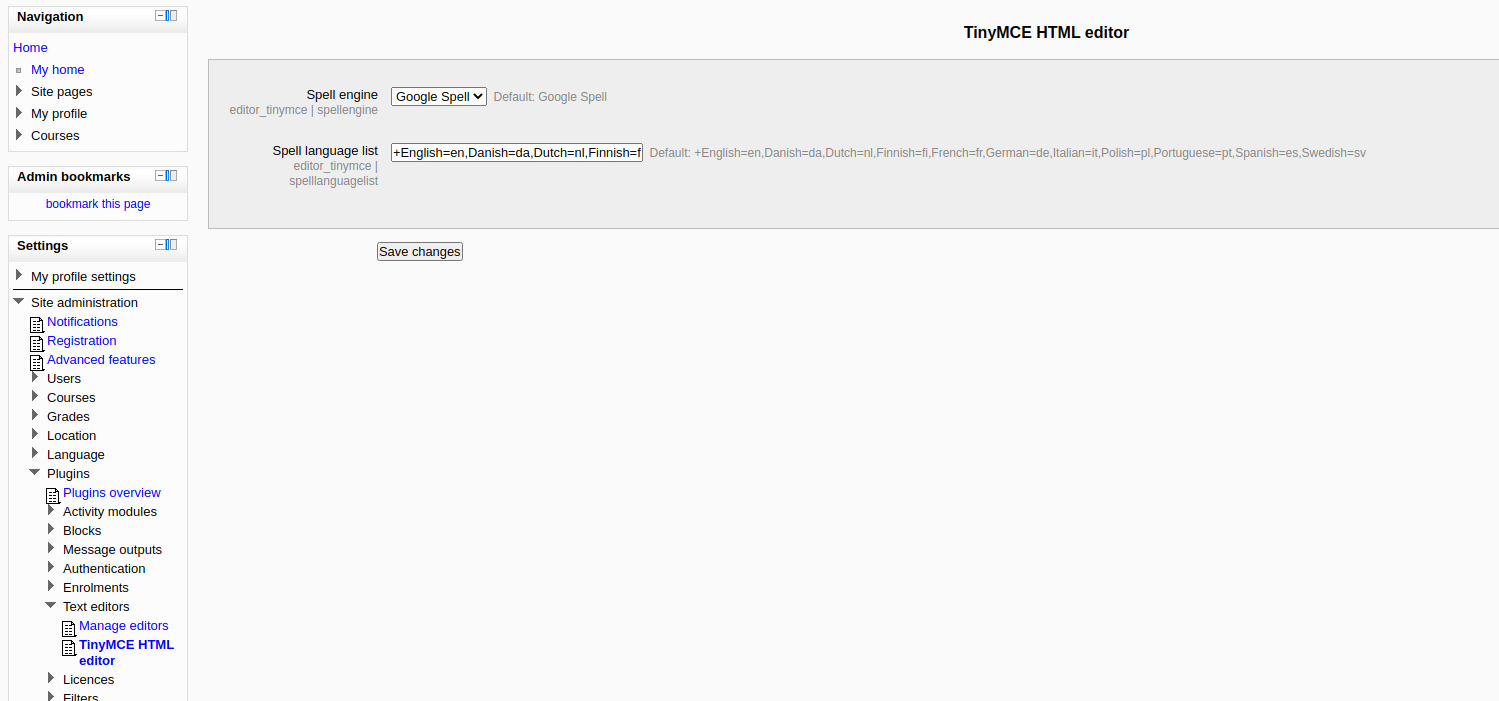 Navigation
Home
My home
Site pages
My profile
Courses
Admin bookmarks
bookmark this page
Settings
My profile settings
Site administration
Notifications
Registration
Advanced features
Users
Courses
Grades
Location
Language
Plugins
Plugins overview
Activity modules
Blocks
Message outputs
Authentication
Enrolments
Text editors
Manage editors
TinyMCE HTML
editor
Licences
Filters
TinyMCE HTML editor
Spell engine
editor_tinymce | spellengine
Google Spell Default: Google Spell
Spell language list
editor_tinymce |
spelllanguagelist
+English=en,Danish=da,Dutch=nl,Finnish=f Default: +English=en,Danish=da,Dutch=nl,Finnish=fi,French=fr,German=de,Italian=it,Polish=pl,Portuguese=pt,Spanish=es,Swedish=sv
Save changes